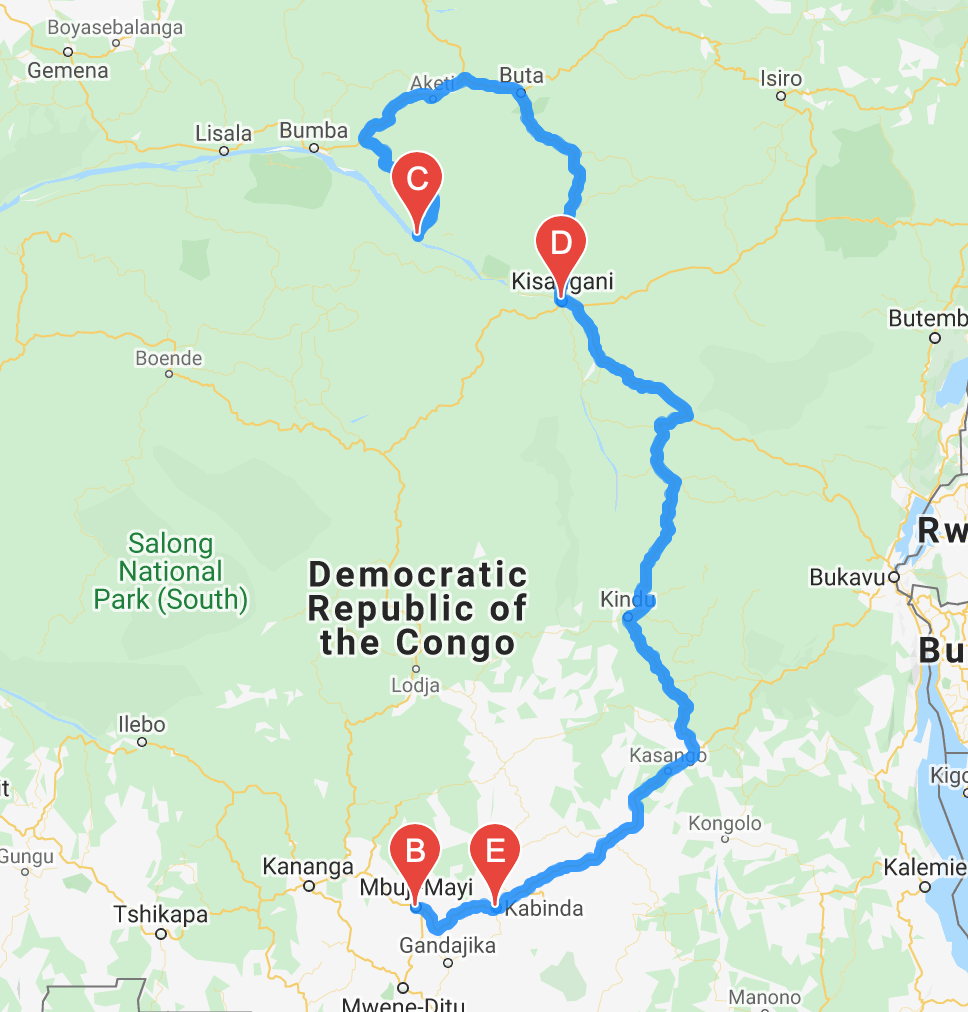 Boyasebalanga
Gemena
Aketi
Buta
Isiro
Lisala
Bumba
C
D
Kisangani
Butemb
Boende
Salong
National
Park (South)
Democratic
Republic of
the Congo
Rw
Bukavu
Kindu
Bu
Lodja
Ilebo
Kasango
Kigo
it
Kongolo
Gungu
Kananga
B
E
Mbuji-Mayi
Kalemie
Tshikapa
Kabinda
Gandajika
Mwene-Ditu
Manono